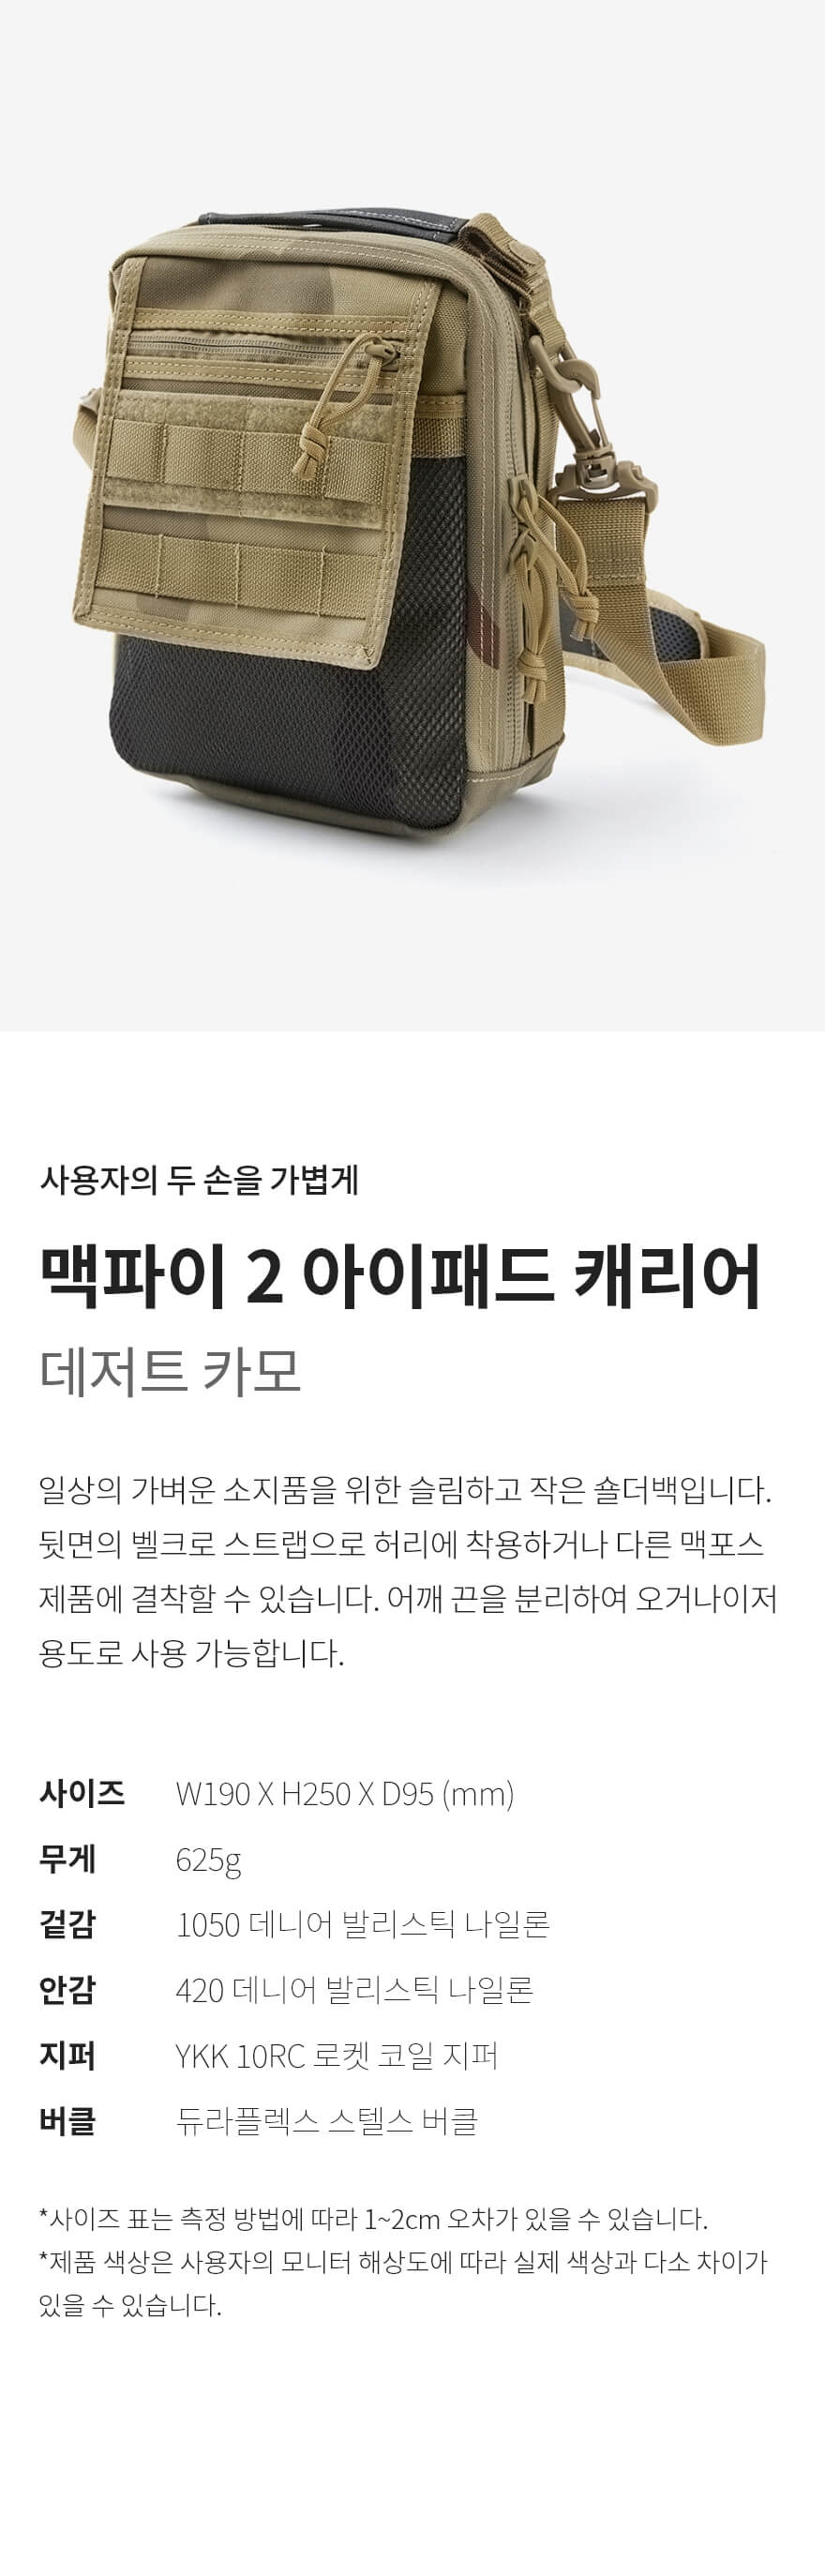 사용자의 두 손을 가볍게
맥파이 2 아이패드 캐리어
데저트 카모
일상의 가벼운 소지품을 위한 슬림하고 작은 숄더백입니다.
뒷면의 벨크로 스트랩으로 허리에 착용하거나 다른 맥포스
제품에 결착할 수 있습니다. 어깨 끈을 분리하여 오거나이저
용도로 사용 가능합니다.
사이즈 W190 X H250 X D95 (mm)
무게 625g
겉감 1050 데니어 발리스틱 나일론
안감 420 데니어 발리스틱 나일론
지퍼 YKK 10RC 로켓 코일 지퍼
버클 듀라플렉스 스텔스 버클
*사이즈 표는 측정 방법에 따라 1~2cm 오차가 있을 수 있습니다.
*제품 색상은 사용자의 모니터 해상도에 따라 실제 색상과 다소 차이가
있을 수 있습니다.